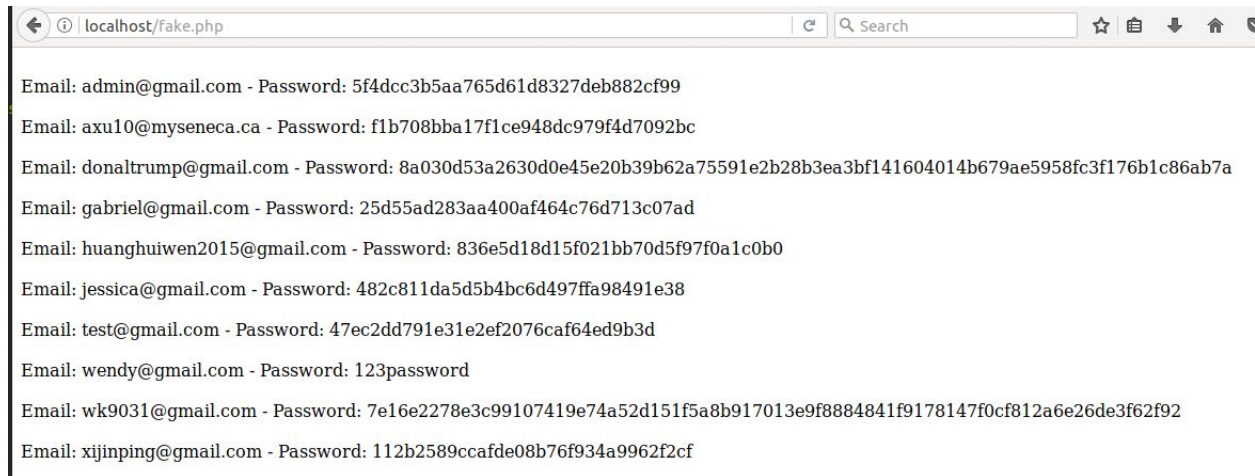 localhost/fake.php
Search
Email: admin@gmail.com - Password: 5f4dcc3b5aa765d61d8327deb882cf99
Email: axu10@myseneca.ca - Password: f1b708bba17f1ce948dc979f4d7092bc
Email: donaltrump@gmail.com - Password: 8a030d53a2630d0e45e20b39b62a75591e2b28b3ea3bf141604014b679ae5958fc3f176b1c86ab7a
Email: gabriel@gmail.com - Password: 25d55ad283aa400af464c76d713c07ad
Email: huanghuiwen2015@gmail.com - Password: 836e5d18d15f021bb70d5f97f0a1c0b0
Email: jessica@gmail.com - Password: 482c811da5d5b4bc6d497ffa98491e38
Email: test@gmail.com - Password: 47ec2dd791e31e2ef2076caf64ed9b3d
Email: wendy@gmail.com - Password: 123password
Email: wk9031@gmail.com - Password: 7e16e2278e3c99107419e74a52d151f5a8b917013e9f8884841f9178147f0cf812a6e26de3f62f92
Email: xijinping@gmail.com - Password: 112b2589ccafde08b76f934a9962f2cf